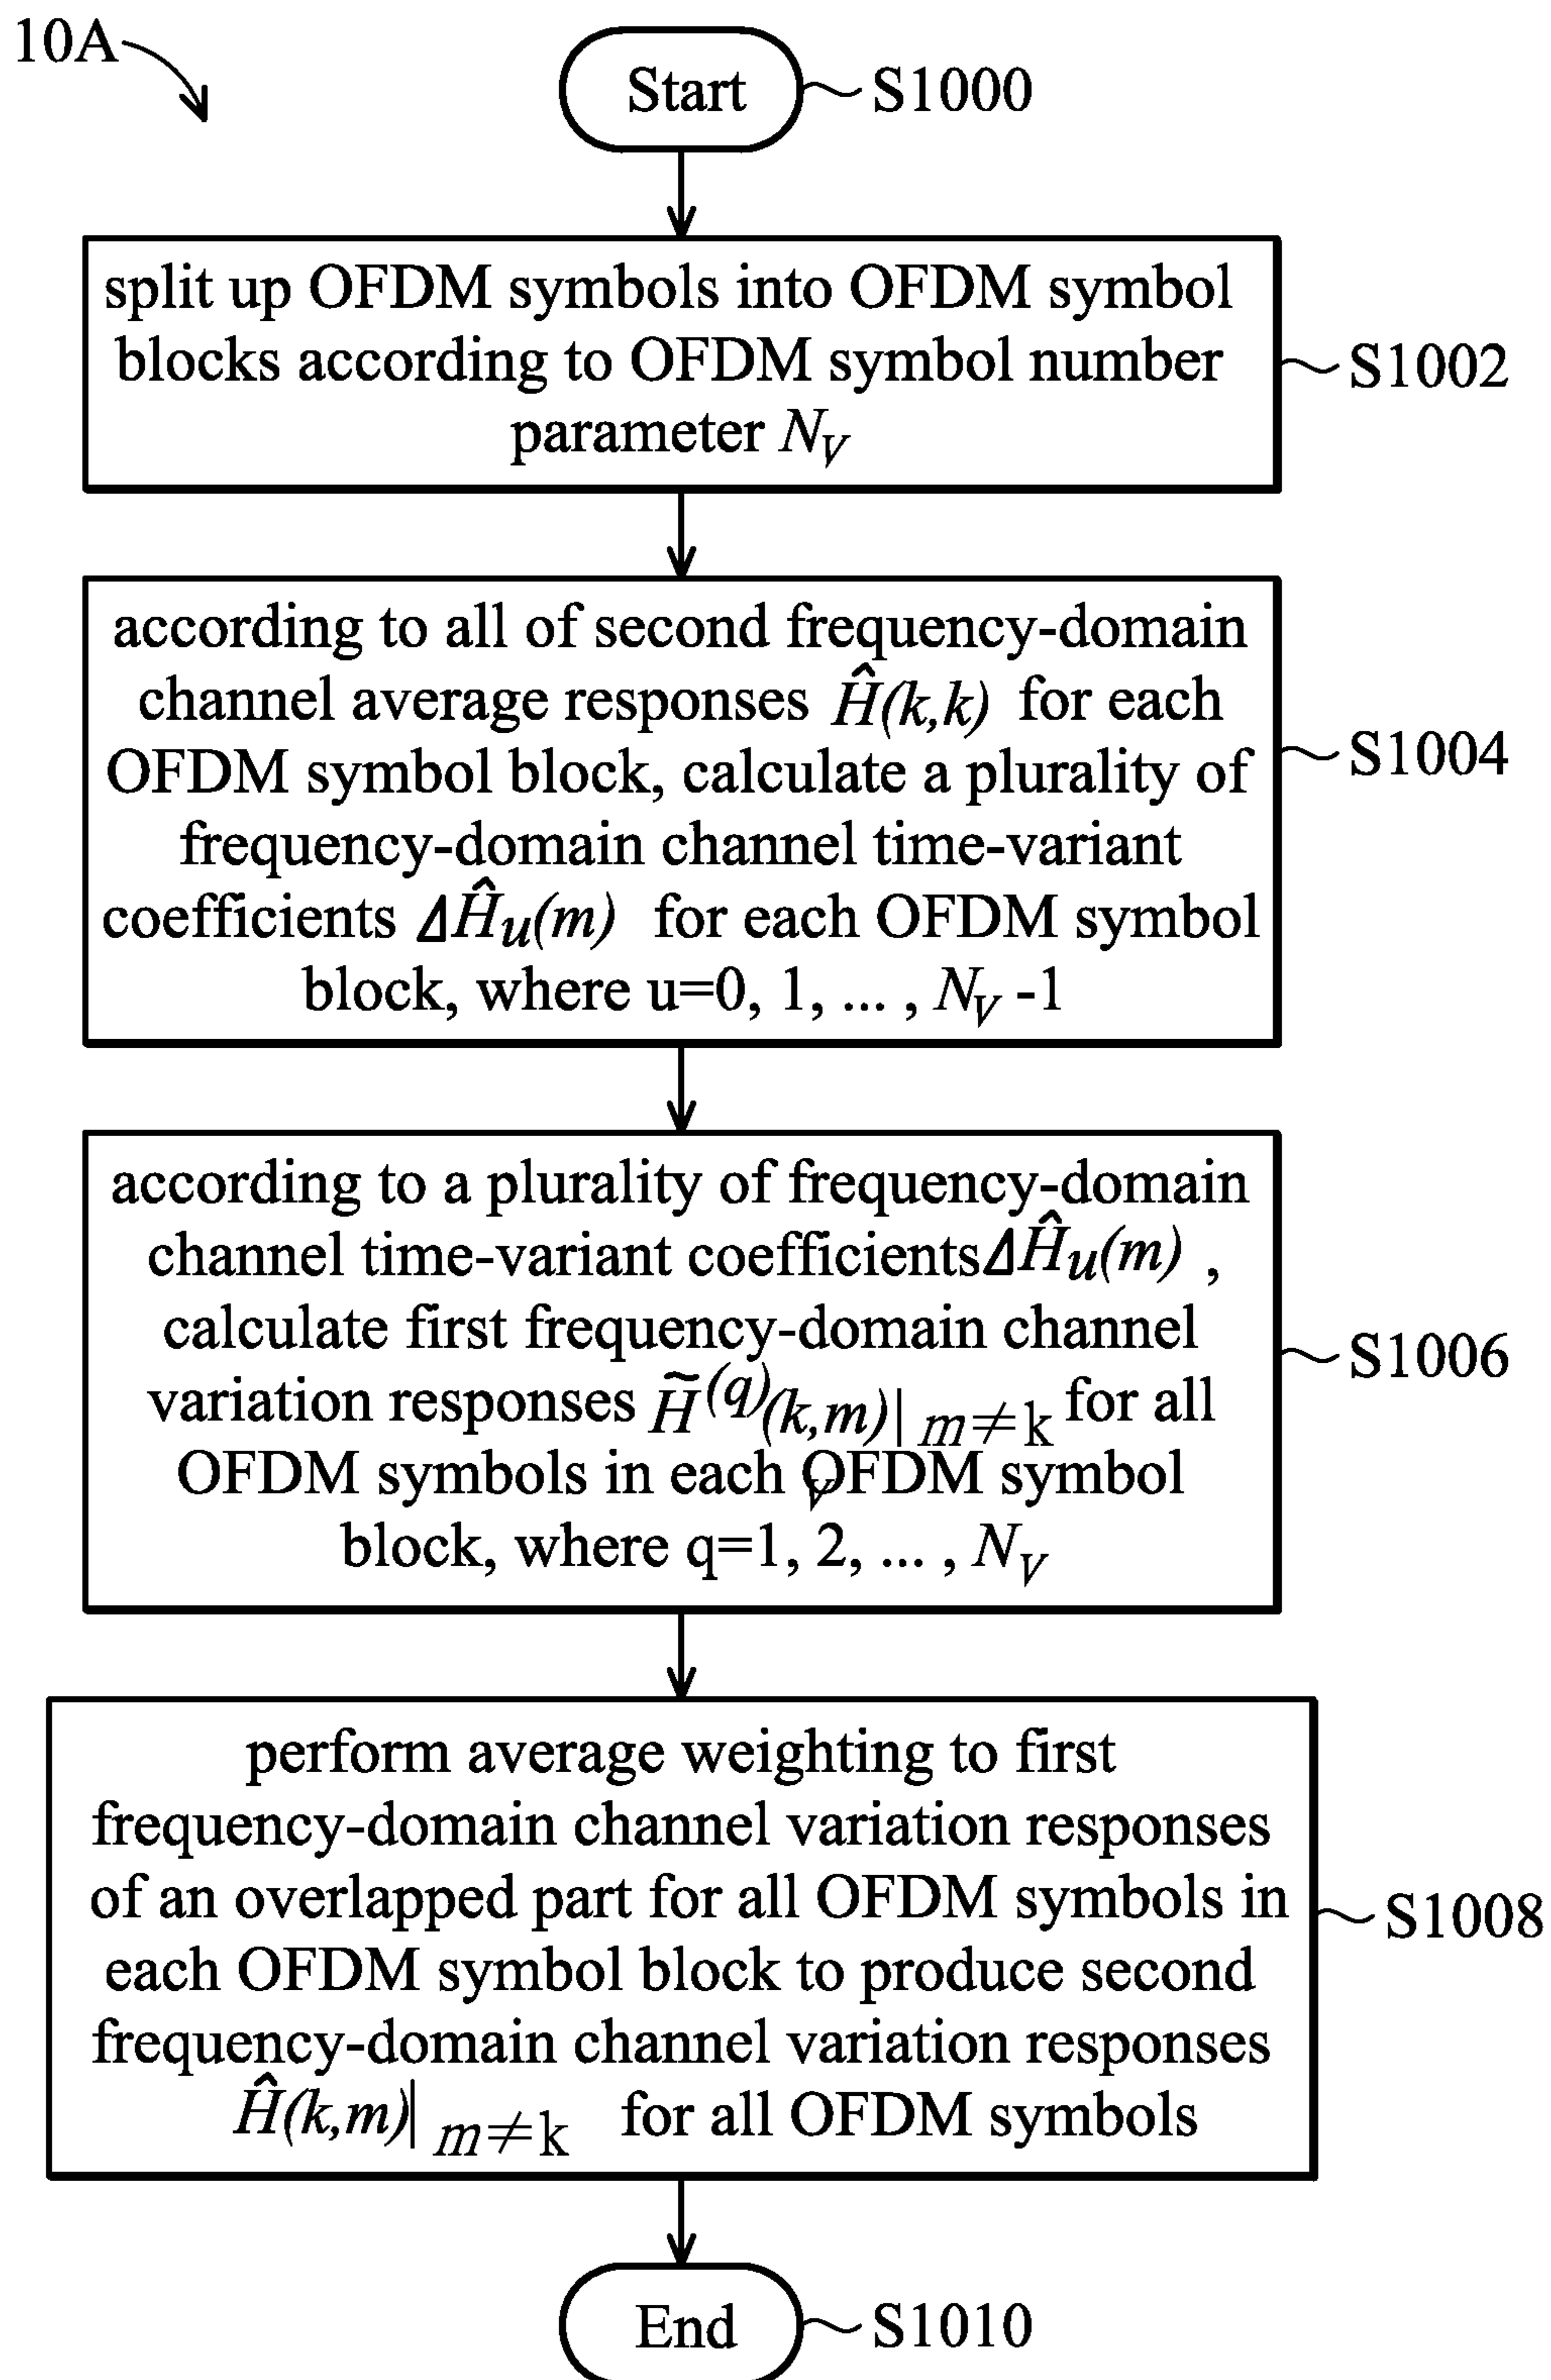 10A
Start
S1000
split up OFDM symbols into OFDM symbol
blocks according to OFDM symbol number
parameter N_V
S1002
according to all of second frequency-domain
channel average responses Ĥ(k,k) for each
OFDM symbol block, calculate a plurality of
frequency-domain channel time-variant
coefficients ΔĤ_u(m) for each OFDM symbol
block, where u=0, 1, ... , N_V -1
S1004
according to a plurality of frequency-domain
channel time-variant coefficients ΔĤ_u(m) ,
calculate first frequency-domain channel
variation responses H̃^(q)(k,m)|_m≠k for all
OFDM symbols in each OFDM symbol
V
block, where q=1, 2, ... , N_V
S1006
perform average weighting to first
frequency-domain channel variation responses
of an overlapped part for all OFDM symbols in
each OFDM symbol block to produce second
frequency-domain channel variation responses
Ĥ(k,m)|_m≠k for all OFDM symbols
S1008
End
S1010